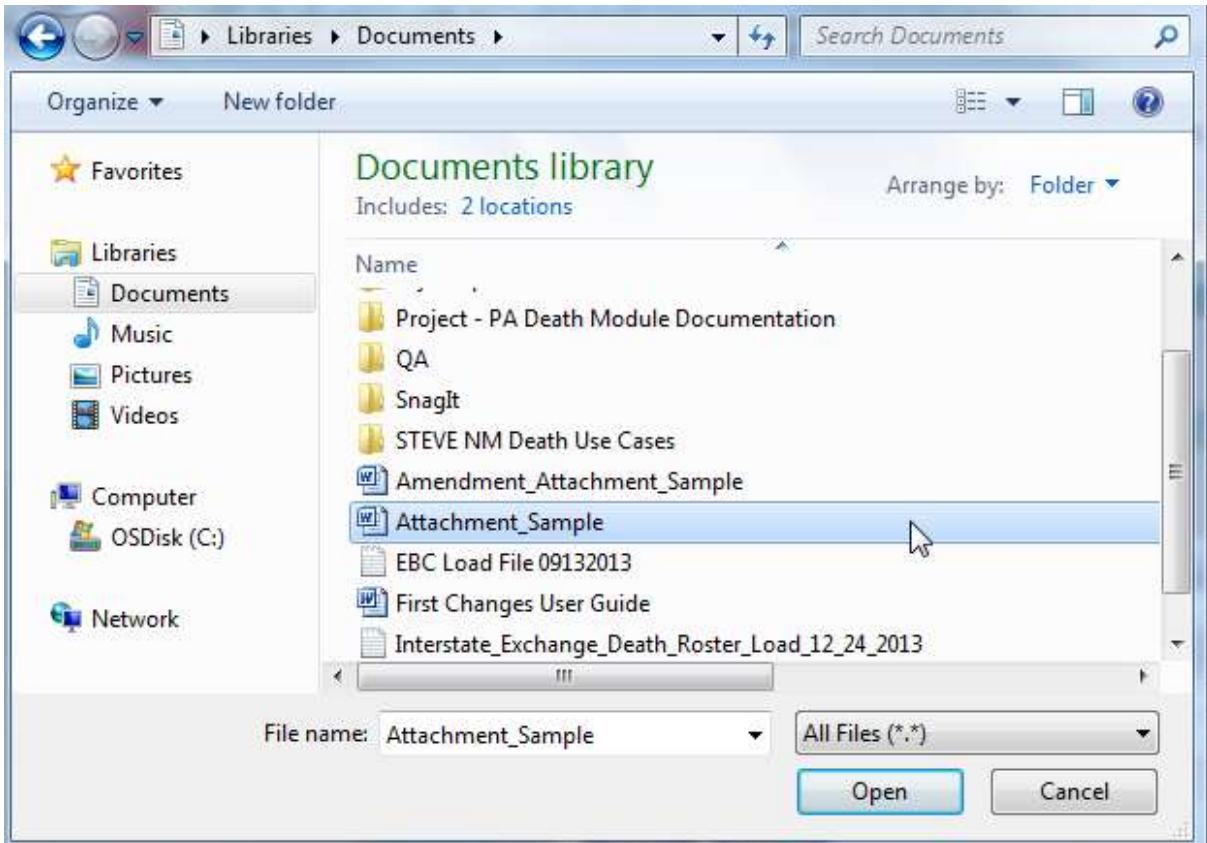 Libraries Documents Search Documents
Organize New folder
Favorites
Libraries
Documents
Music
Pictures
Videos
Computer
OSDisk (C:)
Network
Documents library
Includes: 2 locations
Arrange by: Folder
Name
Project - PA Death Module Documentation
QA
SnagIt
STEVE NM Death Use Cases
Amendment_Attachment_Sample
Attachment_Sample
EBC Load File 09132013
First Changes User Guide
Interstate_Exchange_Death_Roster_Load_12_24_2013
File name: Attachment_Sample All Files (*.*)
Open Cancel